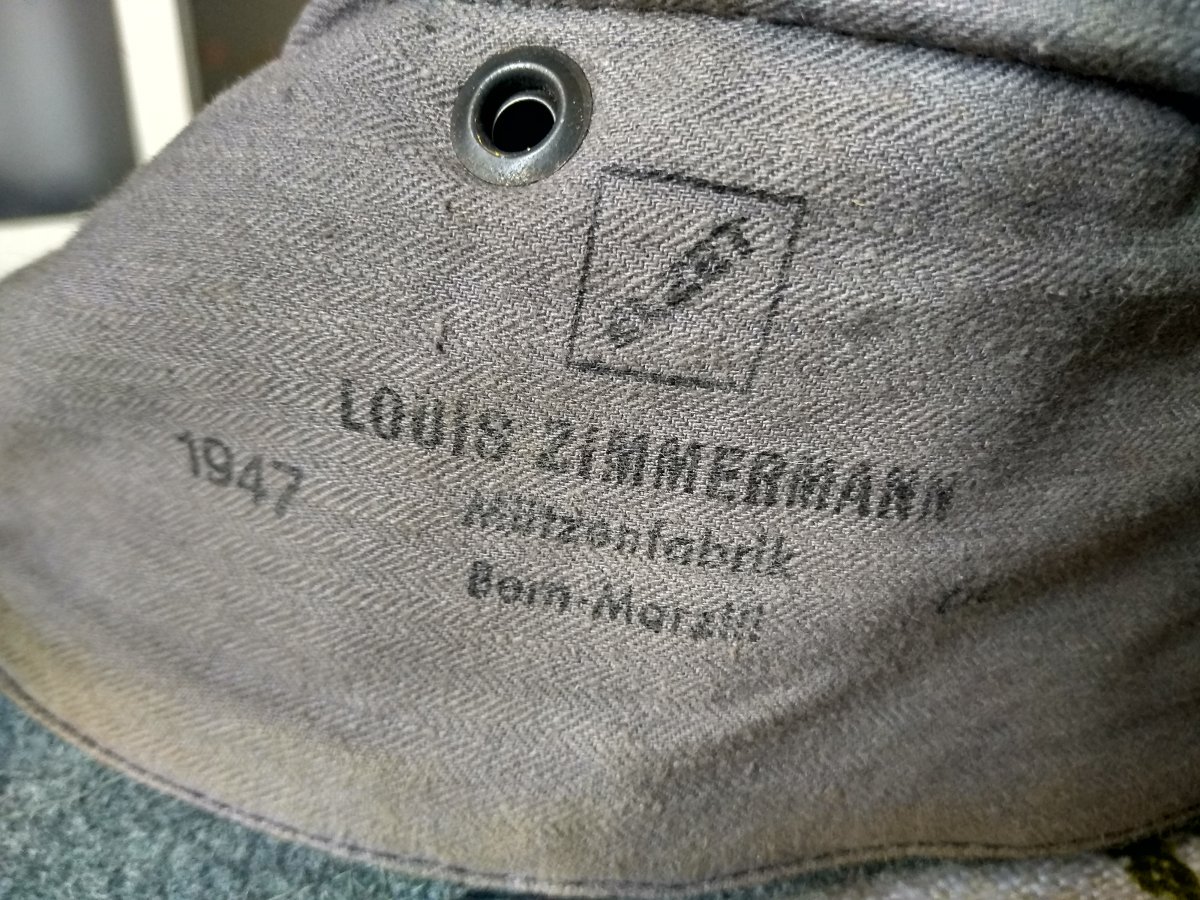 LOUIS ZIMMERMANN
1947
Mützenfabrik
Bern-Marzili